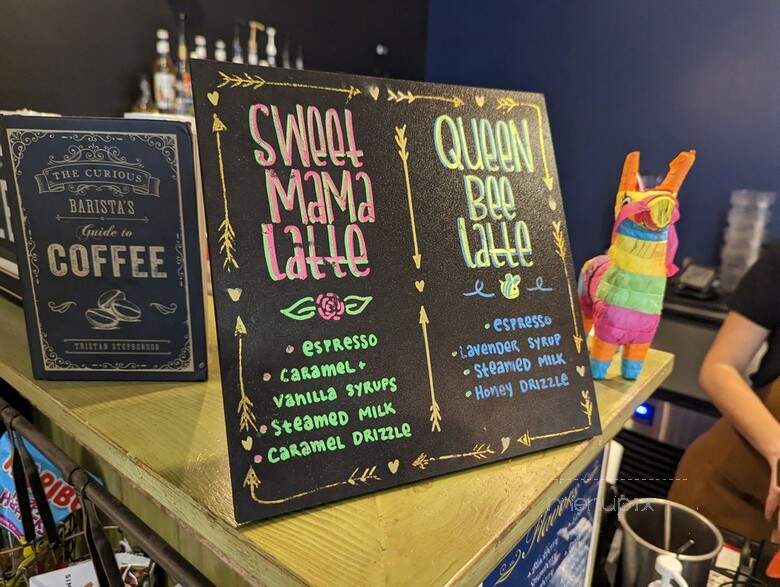 THE CURIOUS
BARISTA'S
Guide to
COFFEE
TRISTAN STEPHENSON
Sweet
Mama
Latte
espresso
caramel +
vanilla syrups
steamed milk
caramel drizzle
Queen
Bee
Latte
espresso
Lavender syrup
steamed milk
Honey drizzle
menupix